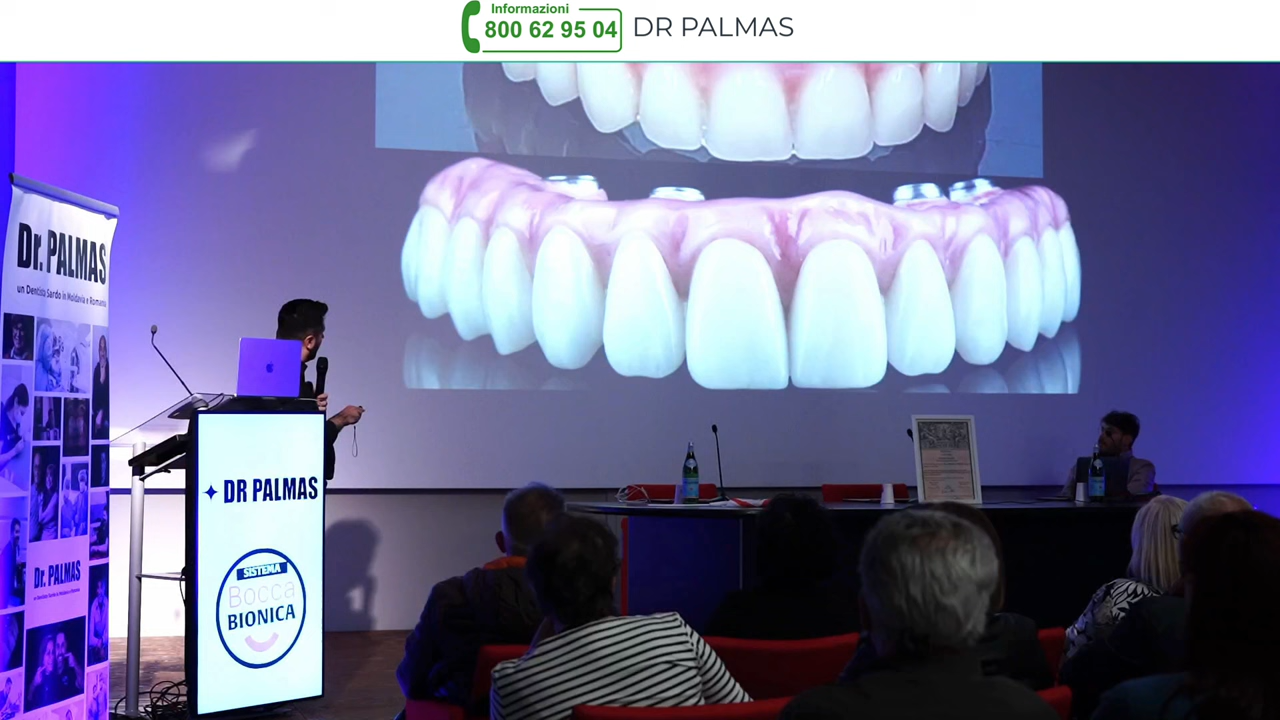 Informazioni
800 62 95 04
DR PALMAS
Dr. PALMAS
un Dentista Sardo in Moldavia e Romania
Dr. PALMAS
DR PALMAS
SISTEMA
Bocca
BIONICA